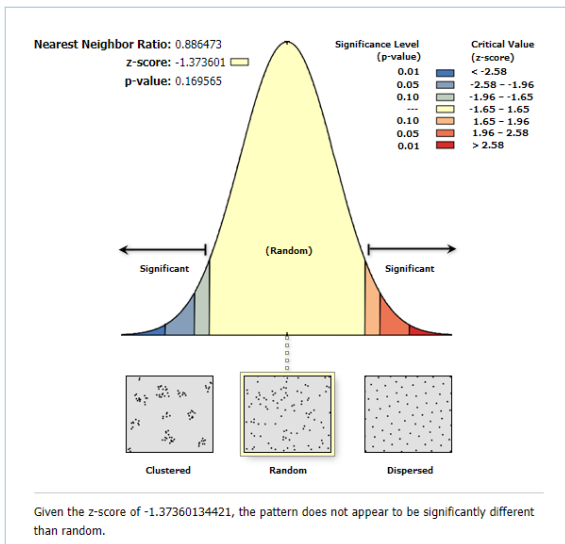 Nearest Neighbor Ratio: 0.886473
z-score: -1.373601
p-value: 0.169565
Significance Level Critical Value
(p-value) (z-score)
0.01 < -2.58
0.05 -2.58 – -1.96
0.10 -1.96 – -1.65
--- -1.65 - 1.65
0.10 1.65 – 1.96
0.05 1.96 – 2.58
0.01 > 2.58
(Random)
Significant Significant
Clustered Random Dispersed
Given the z-score of -1.37360134421, the pattern does not appear to be significantly different
than random.